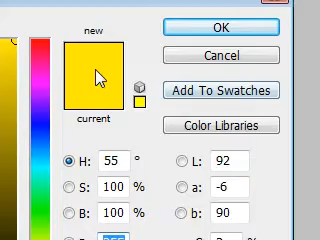 new
OK
Cancel
Add To Swatches
current
Color Libraries
H: 55 ° L: 92
S: 100 % a: -6
B: 100 % b: 90